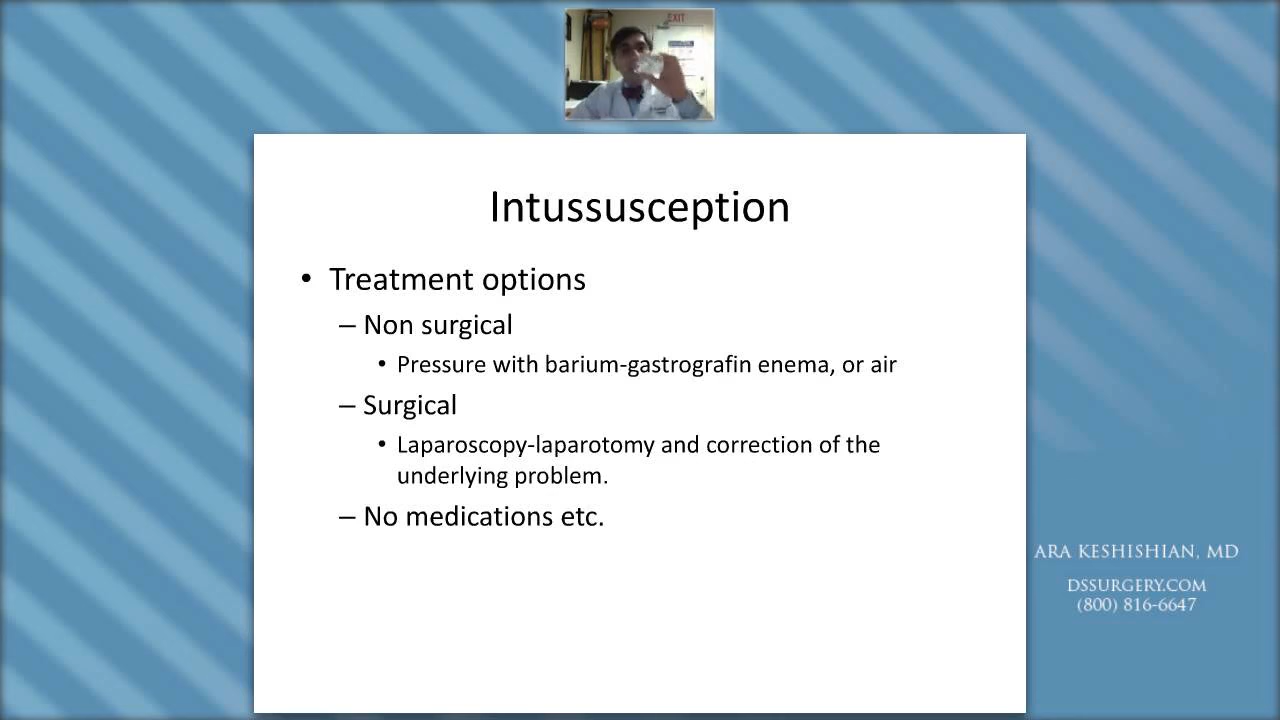 EXIT
Intussusception
• Treatment options
– Non surgical
• Pressure with barium-gastrografin enema, or air
– Surgical
• Laparoscopy-laparotomy and correction of the
underlying problem.
– No medications etc.
ARA KESHISHIAN, MD
DSSURGERY.COM
(800) 816-6647